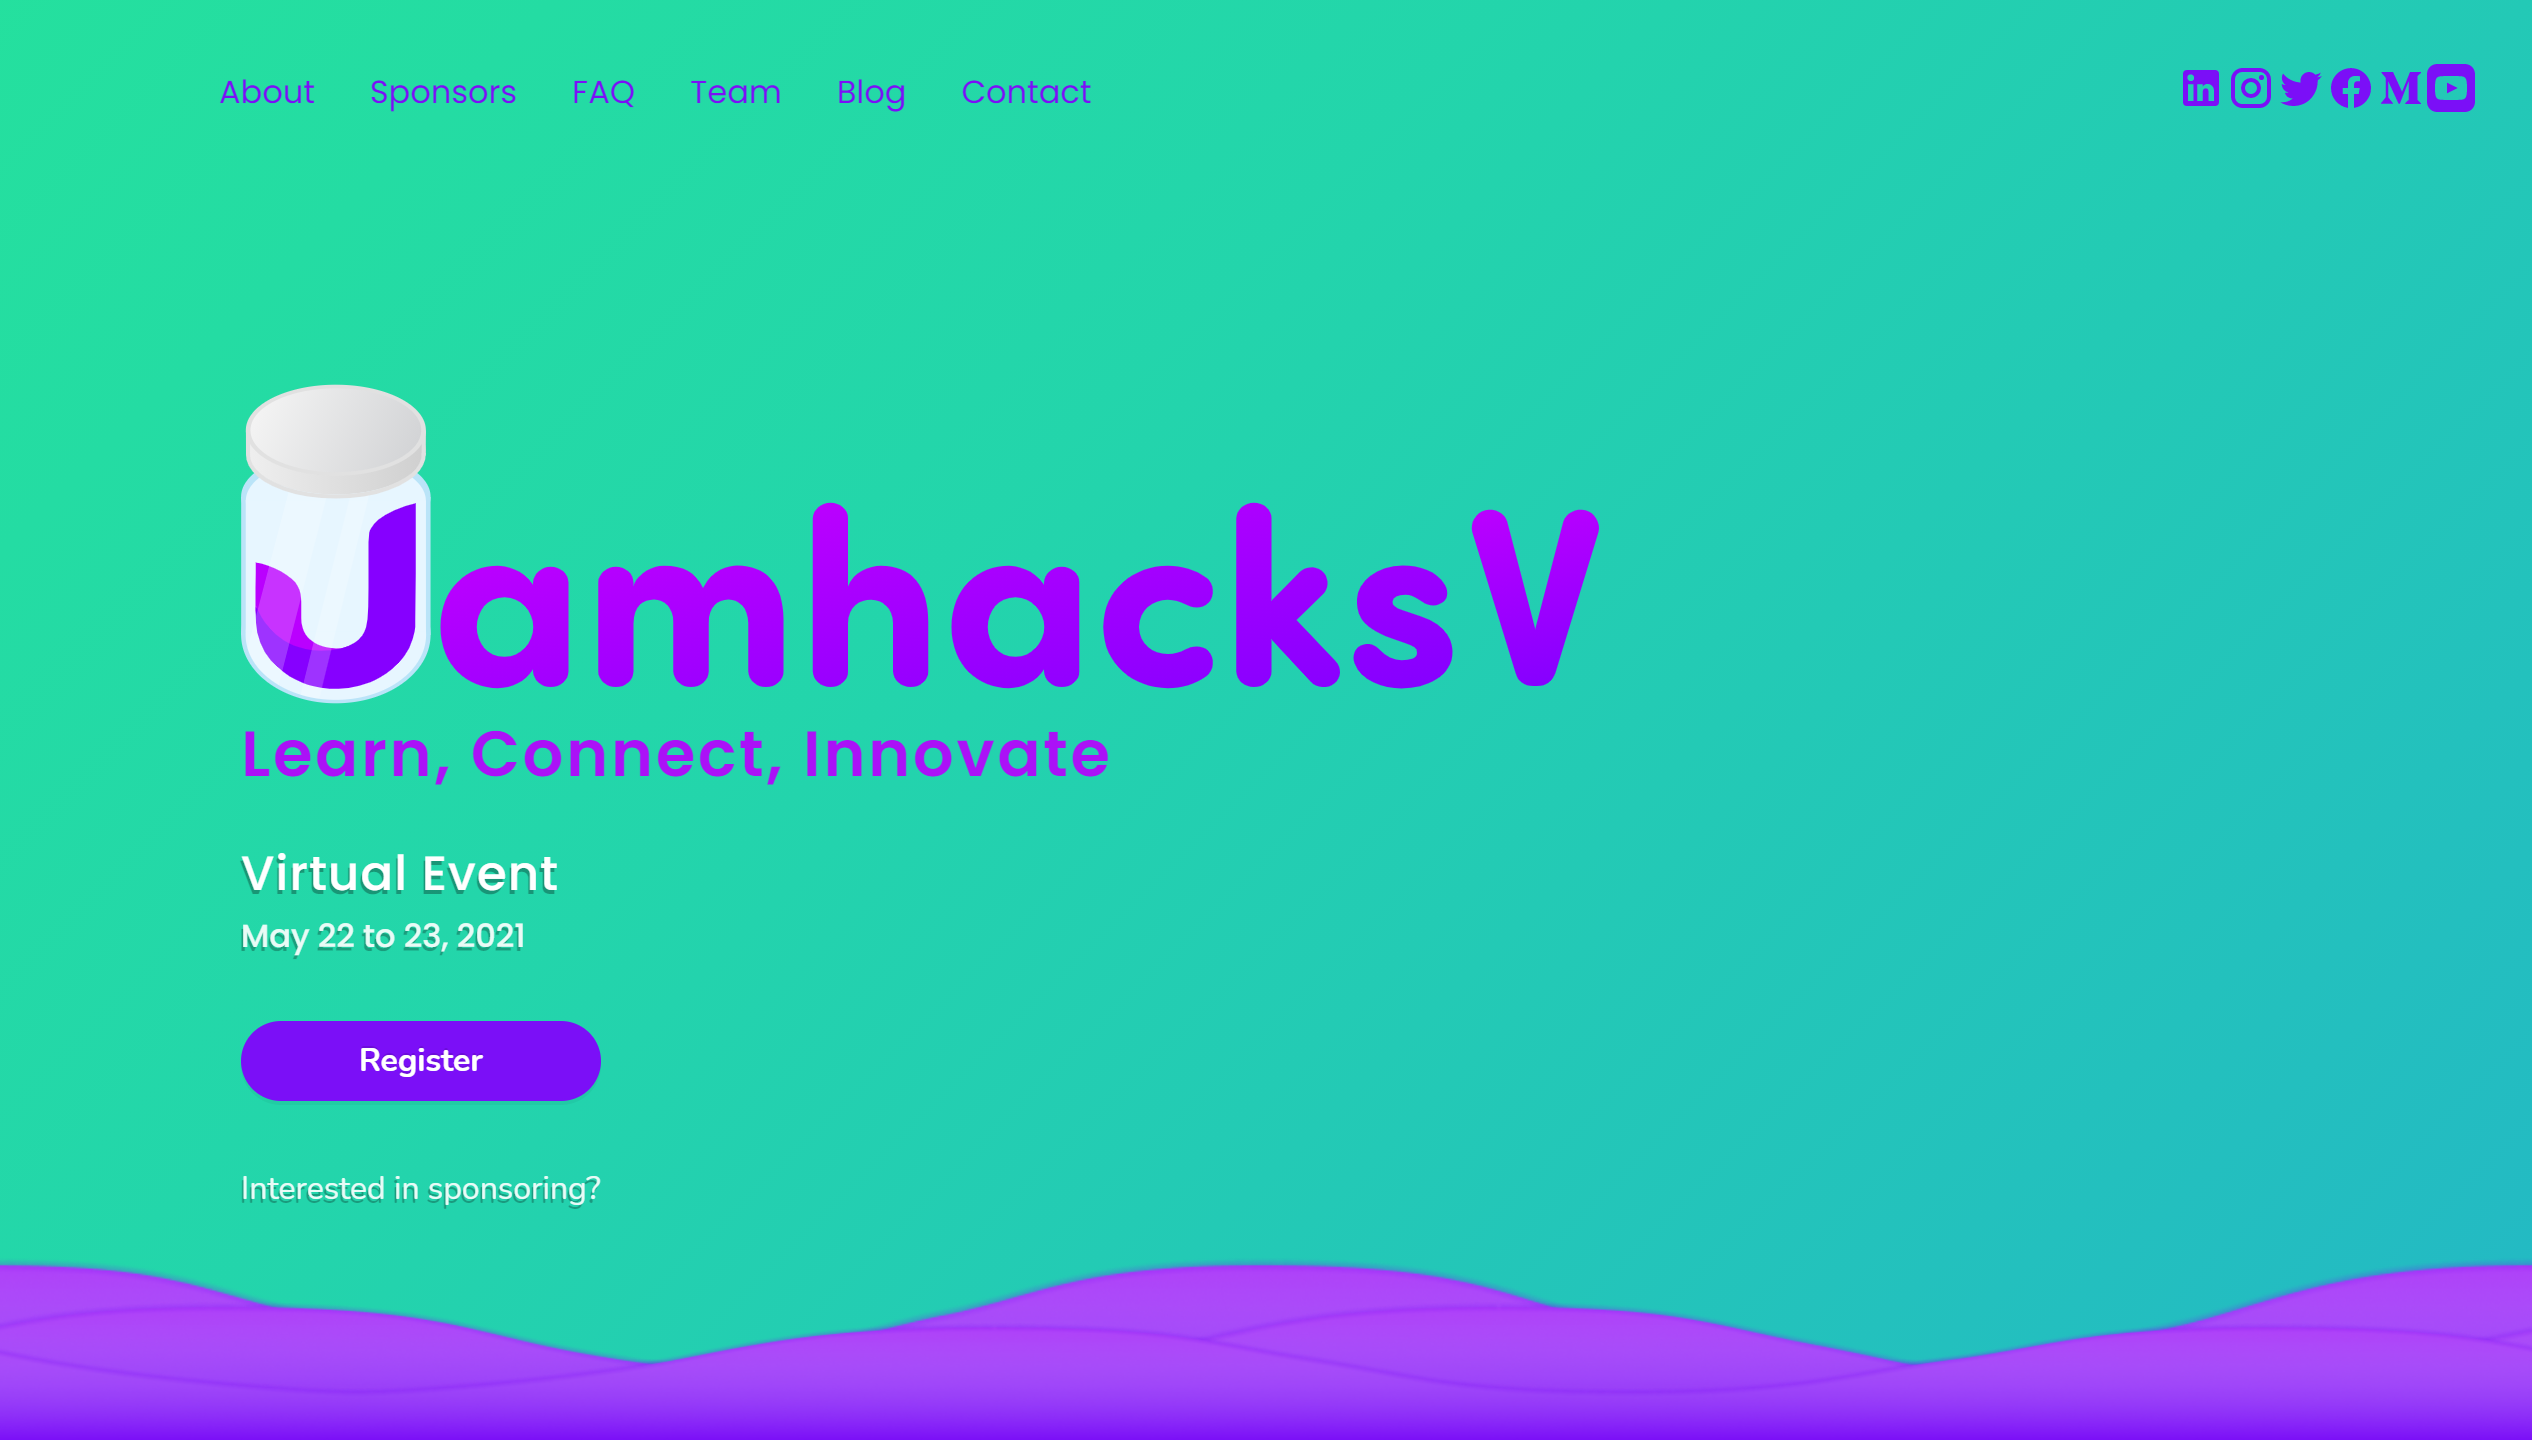 About Sponsors FAQ Team Blog Contact
JamhacksV
Learn, Connect, Innovate
Virtual Event
May 22 to 23, 2021
Register
Interested in sponsoring?